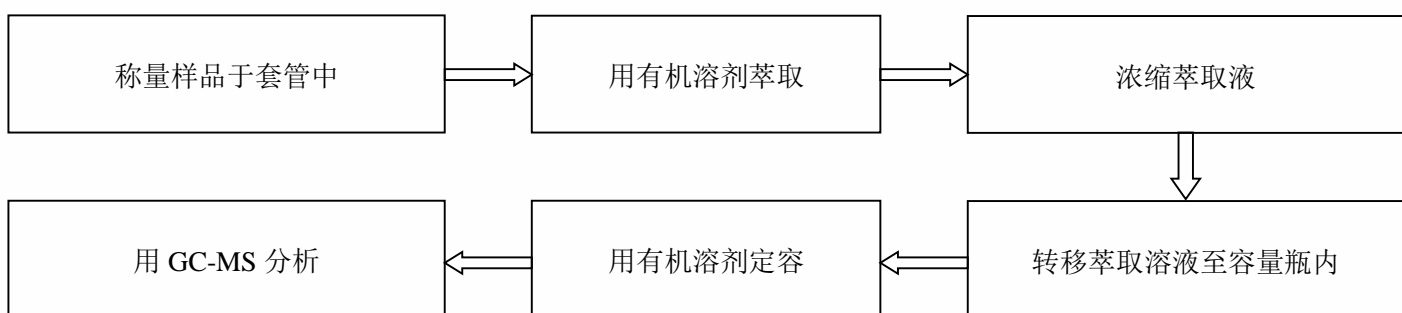 称量样品于套管中
用有机溶剂萃取
浓缩萃取液
转移萃取溶液至容量瓶内
用有机溶剂定容
用 GC-MS 分析